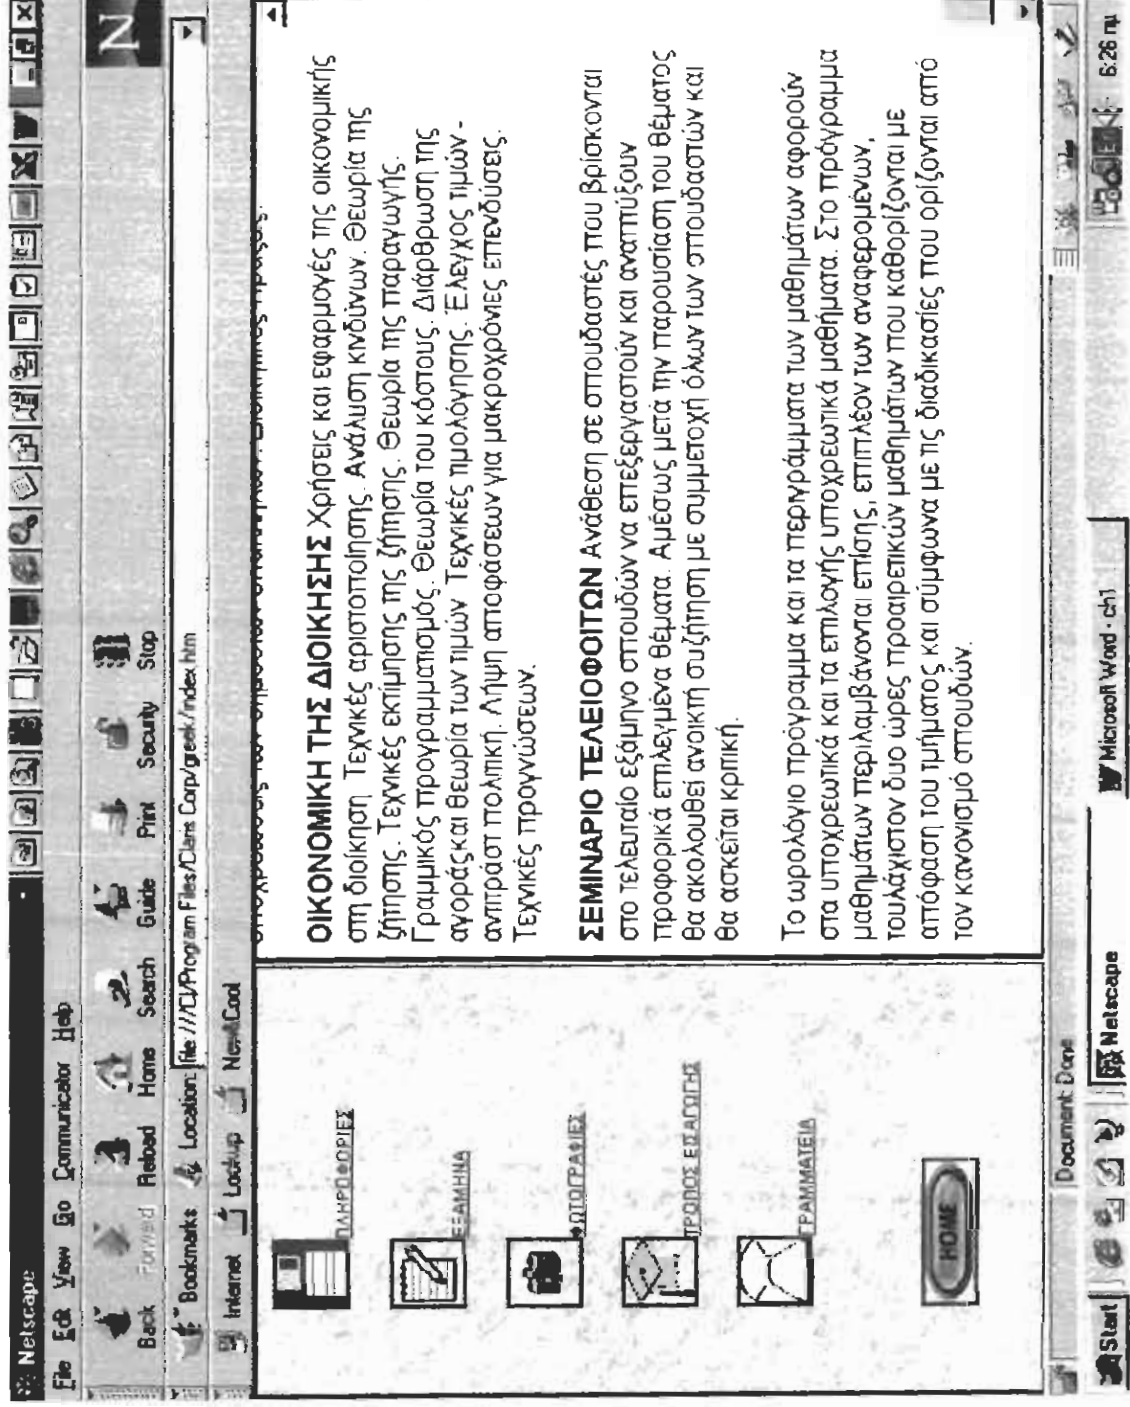 Netscape
File Edit View Go Communicator Help
Back Forward Reload Home Search Guide Print Security Stop
N
Bookmarks Location: file:///C|/Program Files/Claris Corp/greek/index.htm
Internet Lookup New&Cool
ΠΛΗΡΟΦΟΡΙΕΣ
ΕΞΑΜΗΝΑ
ΦΩΤΟΓΡΑΦΙΕΣ
ΤΡΟΠΟΣ ΕΙΣΑΓΩΓΗΣ
ΓΡΑΜΜΑΤΕΙΑ
HOME
ΟΙΚΟΝΟΜΙΚΗ ΤΗΣ ΔΙΟΙΚΗΣΗΣ Χρήσεις και εφαρμογές της οικονομικής
στη διοίκηση. Τεχνικές αριστοποίησης. Ανάλυση κινδύνων. Θεωρία της
ζήτησης. Τεχνικές εκτίμησης της ζήτησης. Θεωρία της παραγωγής.
Γραμμικός προγραμματισμός. Θεωρία του κόστους. Διάρθρωση της
αγοράςκαι θεωρία των τιμών. Τεχνικές τιμολόγησης. Έλεγχος τιμών -
αντιτράστ πολιτική. Λήψη αποφάσεων για μακροχρόνιες επενδύσεις.
Τεχνικές προγνώσεων.
ΣΕΜΙΝΑΡΙΟ ΤΕΛΕΙΟΦΟΙΤΩΝ Ανάθεση σε σπουδαστές που βρίσκονται
στο τελευταίο εξάμηνο σπουδών να επεξεργαστούν και αναπτύξουν
προφορικά επιλεγμένα θέματα. Αμέσως μετά την παρουσίαση του θέματος
θα ακολουθεί ανοικτή συζήτηση με συμμετοχή όλων των σπουδαστών και
θα ασκείται κριτική.
Το ωρολόγιο πρόγραμμα και τα περιγράμματα των μαθημάτων αφορούν
στα υποχρεωτικά και τα επιλογής υποχρεωτικά μαθήματα. Στο πρόγραμμα
μαθημάτων περιλαμβάνονται επίσης, επιπλέον των αναφερομένων,
τουλάχιστον δυο ώρες προαιρετικών μαθημάτων που καθορίζονται με
απόφαση του τμήματος και σύμφωνα με τις διαδικασίες που ορίζονται από
τον κανονισμό σπουδών.
Document: Done
Start Netscape Microsoft Word - ch1 6:26 πμ